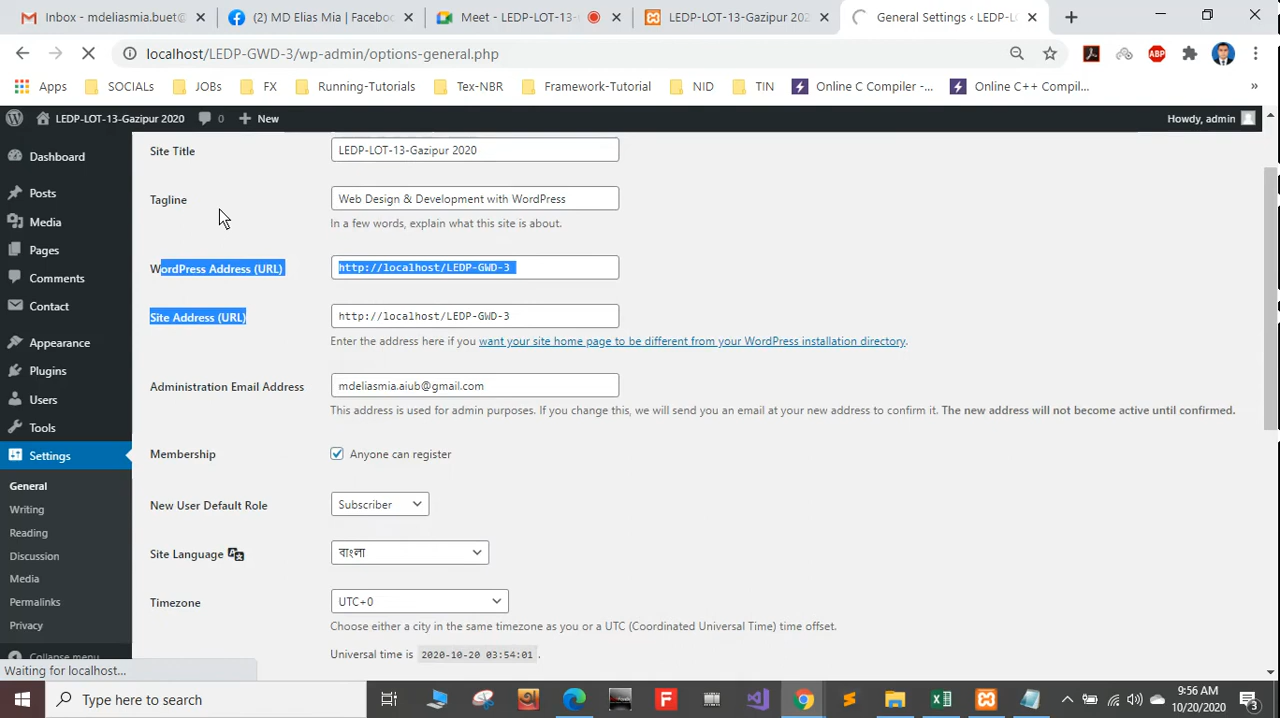 Inbox - mdeliasmia.buet@
(2) MD Elias Mia | Facebo
Meet - LEDP-LOT-13-
LEDP-LOT-13-Gazipur 202
General Settings ‹ LEDP-L
localhost/LEDP-GWD-3/wp-admin/options-general.php
ABP
Apps
SOCIALs
JOBs
FX
Running-Tutorials
Tex-NBR
Framework-Tutorial
NID
TIN
Online C Compiler -...
Online C++ Compil...
»
LEDP-LOT-13-Gazipur 2020
0
New
Howdy, admin
Dashboard
Posts
Media
Pages
Comments
Contact
Appearance
Plugins
Users
Tools
Settings
General
Writing
Reading
Discussion
Media
Permalinks
Privacy
Collapse menu
Site Title
LEDP-LOT-13-Gazipur 2020
Tagline
Web Design & Development with WordPress
In a few words, explain what this site is about.
WordPress Address (URL)
http://localhost/LEDP-GWD-3
Site Address (URL)
http://localhost/LEDP-GWD-3
Enter the address here if you want your site home page to be different from your WordPress installation directory.
Administration Email Address
mdeliasmia.aiub@gmail.com
This address is used for admin purposes. If you change this, we will send you an email at your new address to confirm it. The new address will not become active until confirmed.
Membership
Anyone can register
New User Default Role
Subscriber
Site Language
বাংলা
Timezone
UTC+0
Choose either a city in the same timezone as you or a UTC (Coordinated Universal Time) time offset.
Universal time is 2020-10-20 03:54:01 .
Waiting for localhost...
Type here to search
9:56 AM
10/20/2020
3